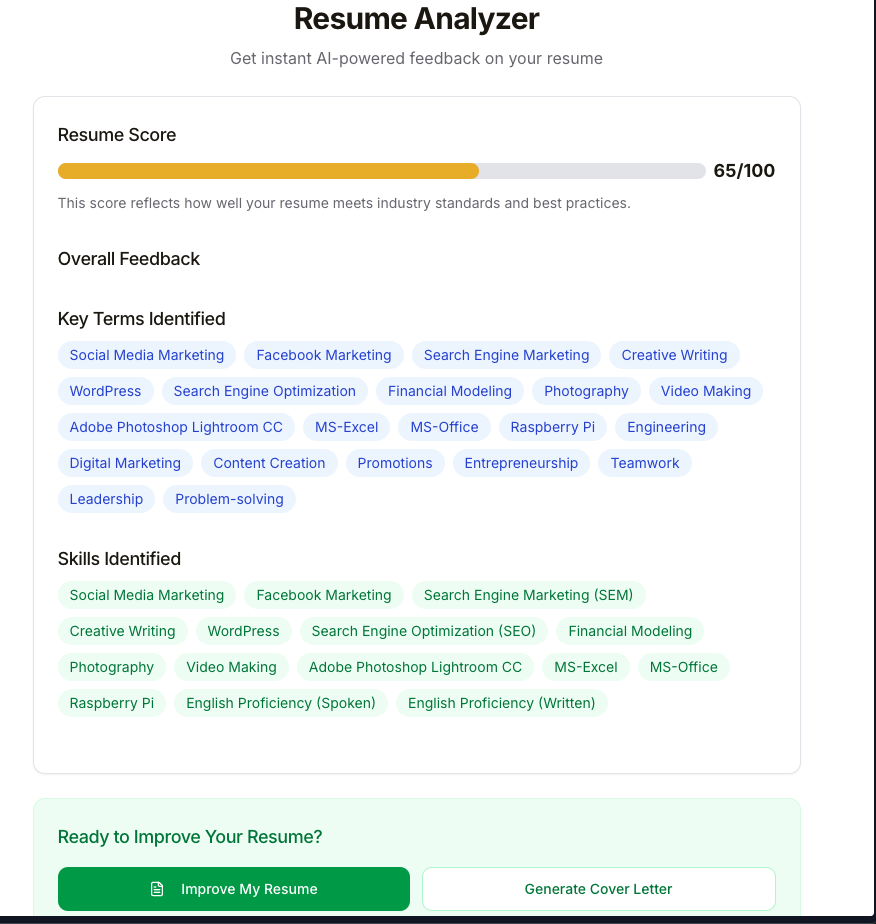 Resume Analyzer
Get instant AI-powered feedback on your resume
Resume Score
65/100
This score reflects how well your resume meets industry standards and best practices.
Overall Feedback
Key Terms Identified
Social Media Marketing Facebook Marketing Search Engine Marketing Creative Writing
WordPress Search Engine Optimization Financial Modeling Photography Video Making
Adobe Photoshop Lightroom CC MS-Excel MS-Office Raspberry Pi Engineering
Digital Marketing Content Creation Promotions Entrepreneurship Teamwork
Leadership Problem-solving
Skills Identified
Social Media Marketing Facebook Marketing Search Engine Marketing (SEM)
Creative Writing WordPress Search Engine Optimization (SEO) Financial Modeling
Photography Video Making Adobe Photoshop Lightroom CC MS-Excel MS-Office
Raspberry Pi English Proficiency (Spoken) English Proficiency (Written)
Ready to Improve Your Resume?
Improve My Resume Generate Cover Letter